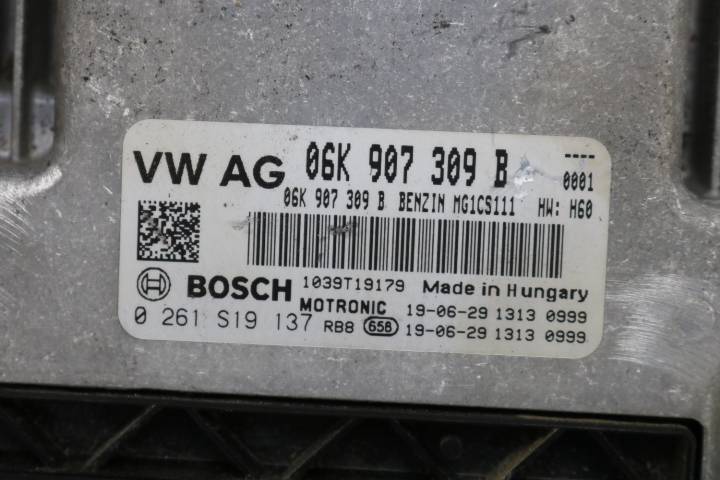 VW AG 06K 907 309 B ----
0001
06K 907 309 B BENZIN MG1CS111 HW: H60
BOSCH 1039T19179 Made in Hungary
MOTRONIC 19-06-29 1313 0999
0 261 S19 137 RB8 658 19-06-29 1313 0999